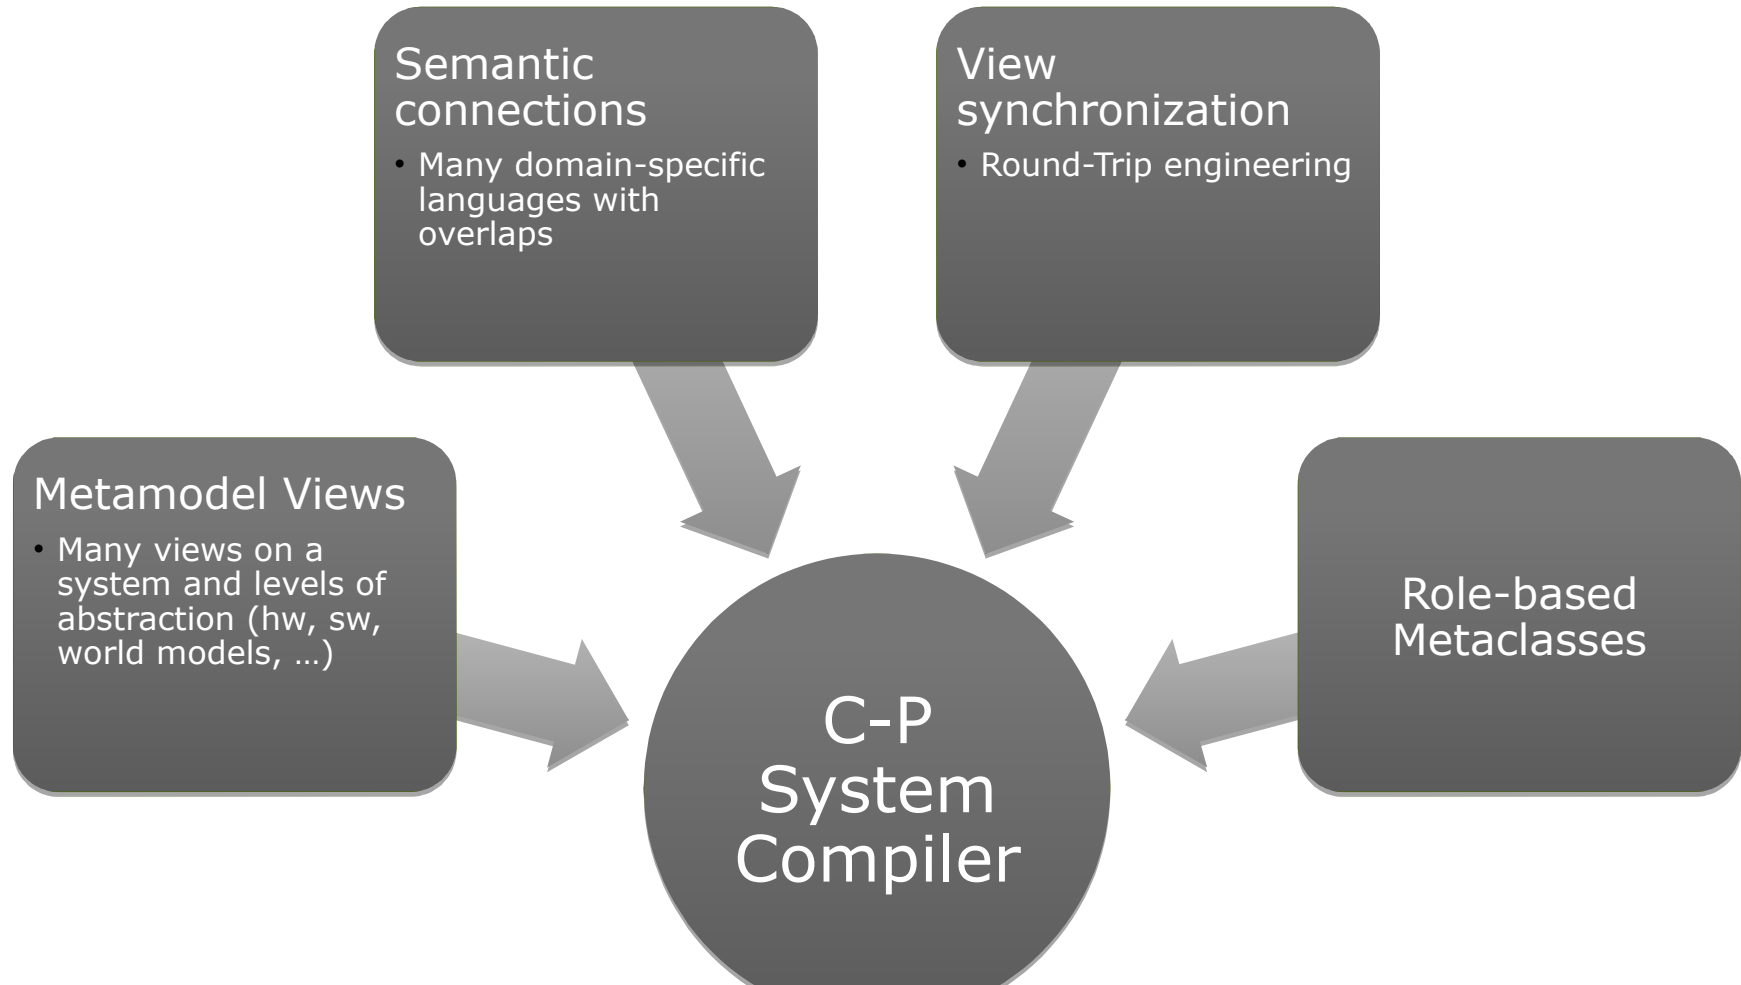 Semantic
connections
• Many domain-specific
languages with
overlaps
View
synchronization
• Round-Trip engineering
Metamodel Views
• Many views on a
system and levels of
abstraction (hw, sw,
world models, …)
Role-based
Metaclasses
C-P
System
Compiler